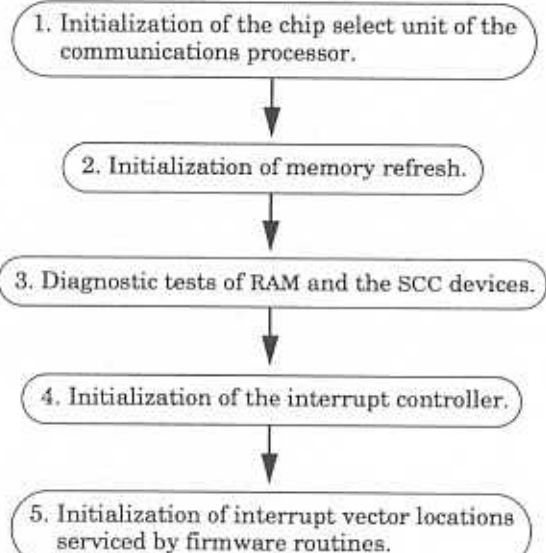 1. Initialization of the chip select unit of the
communications processor.
2. Initialization of memory refresh.
3. Diagnostic tests of RAM and the SCC devices.
4. Initialization of the interrupt controller.
5. Initialization of interrupt vector locations
serviced by firmware routines.